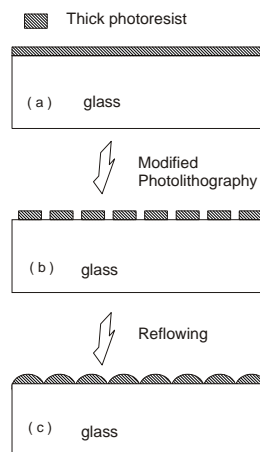 Thick photoresist
( a ) glass
Modified
Photolithography
( b ) glass
Reflowing
( c ) glass